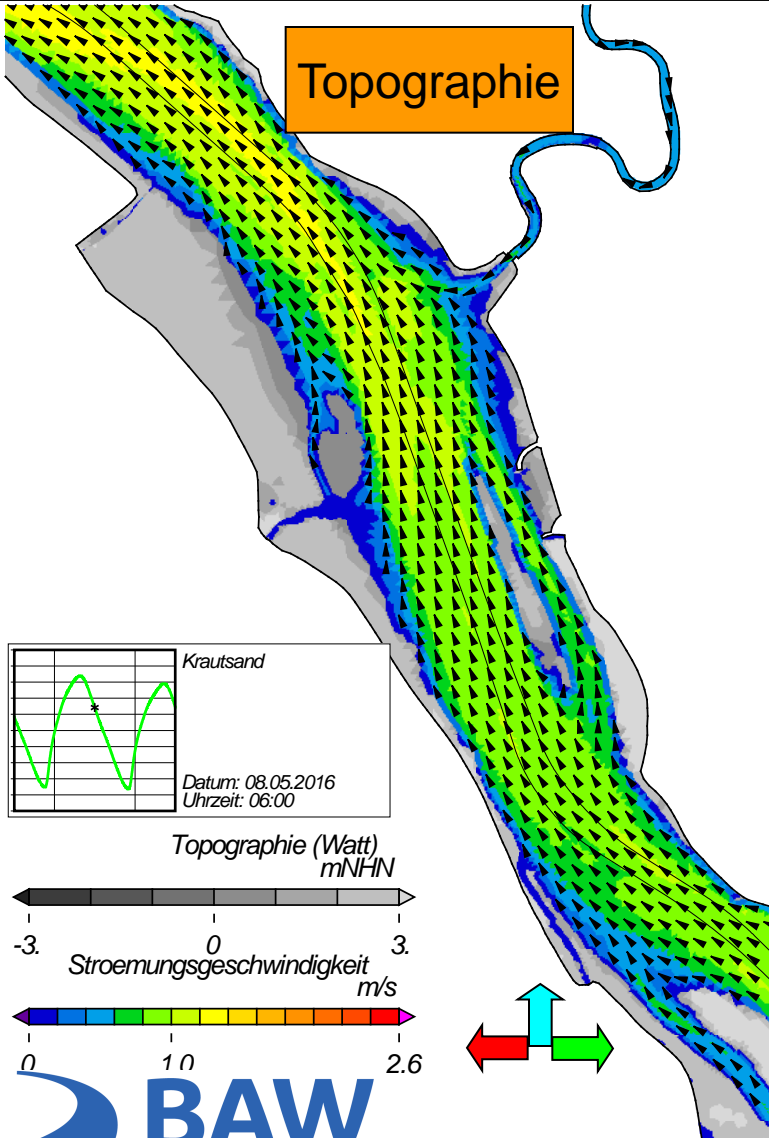 Topographie
Krautsand
Datum: 08.05.2016
Uhrzeit: 06:00
Topographie (Watt)
mNHN
-3. 0 3.
Stroemungsgeschwindigkeit
m/s
0 1.0 2.6
BAW